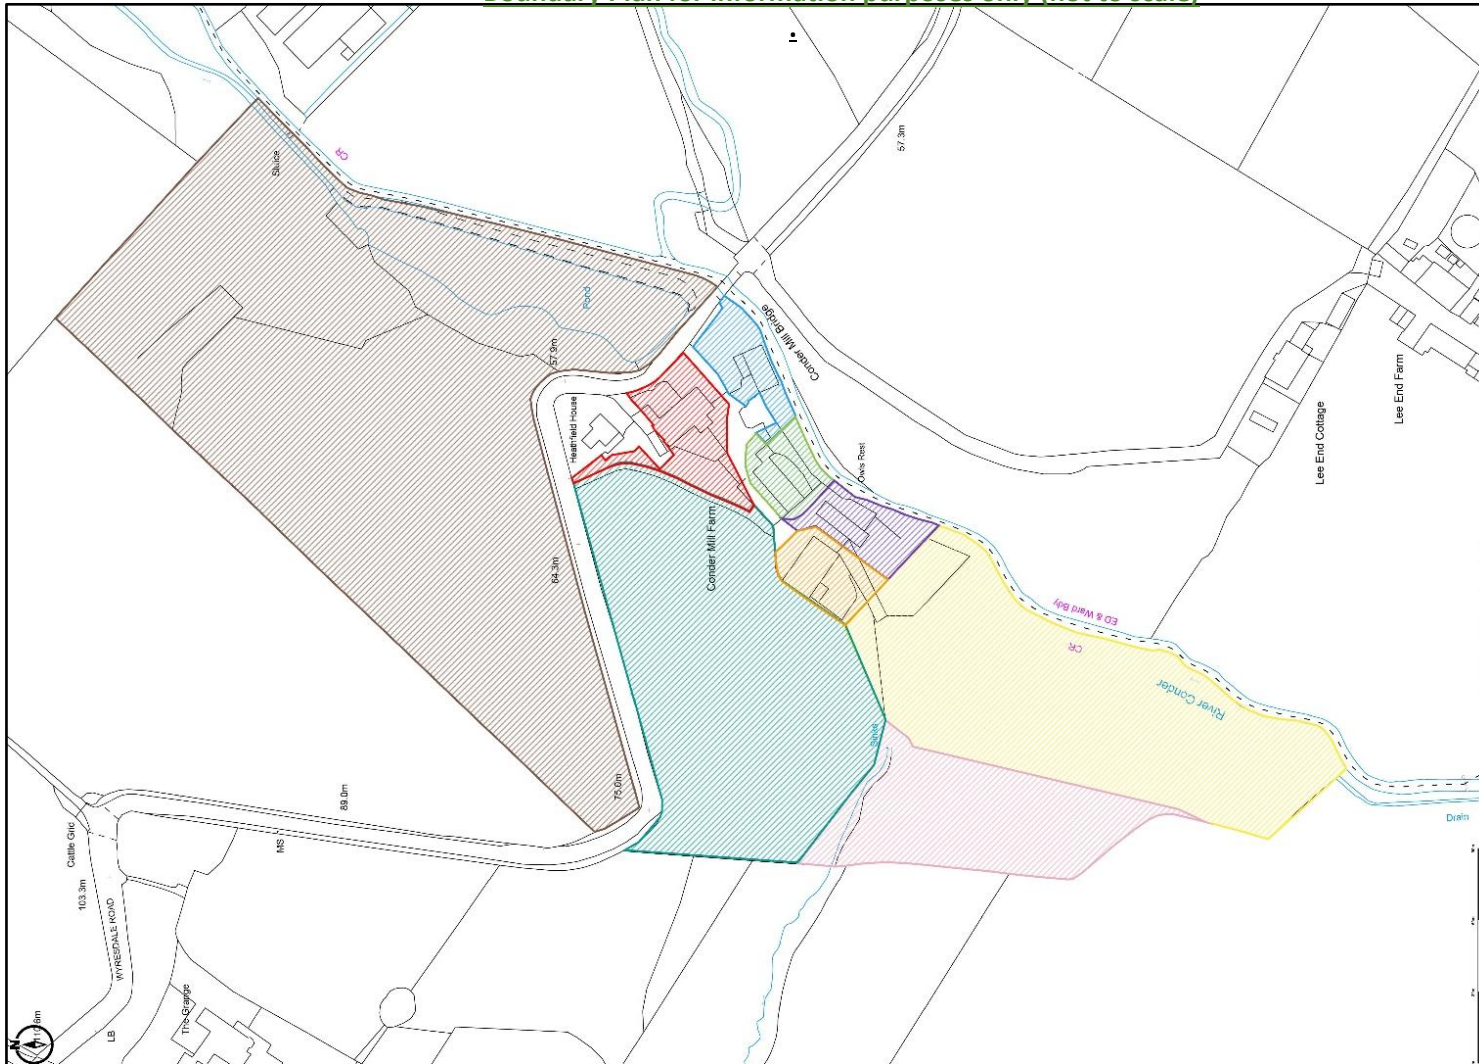 Boundary Plan for information purposes only (not to scale)
Sluice
CR
57.3m
Pond
57.9m
Conder Mill Bridge
Heathfield House
Owls Rest
Lee End Cottage
Lee End Farm
Conder Mill Farm
64.3m
ED & Ward Bdy
CR
River Conder
Sinks
75.0m
89.0m
MS
Cattle Grid
103.3m
WYRESDALE ROAD
LB
The Grange
Drain
N